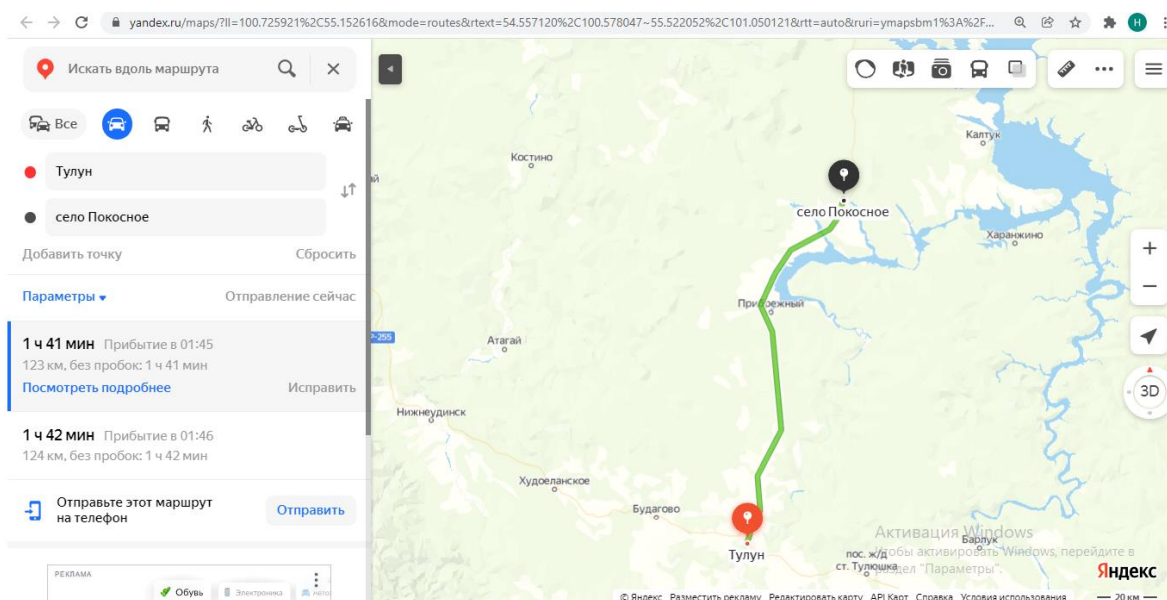 yandex.ru/maps/?ll=100.725921%2C55.152616&mode=routes&rtext=54.557120%2C100.578047~55.522052%2C101.050121&rtt=auto&ruri=ymapsbm1%3A%2F...
Н
Искать вдоль маршрута
Все
Тулун
село Покосное
Добавить точку
Сбросить
Параметры
Отправление сейчас
1 ч 41 мин Прибытие в 01:45
123 км, без пробок: 1 ч 41 мин
Посмотреть подробнее
Исправить
1 ч 42 мин Прибытие в 01:46
124 км, без пробок: 1 ч 42 мин
Отправьте этот маршрут
на телефон
Отправить
РЕКЛАМА
Обувь
Электроника
Калтук
Костино
село Покосное
Харанжино
Прибрежный
Р-255
Атагай
3D
Нижнеудинск
Худоеланское
Будагово
Тулун
Барлук
пос. ж/д
ст. Тулюшка
Активация Windows
Чтобы активировать Windows, перейдите в
раздел "Параметры".
Яндекс
© Яндекс Разместить рекламу Редактировать карту API Карт Справка Условия использования
20 км